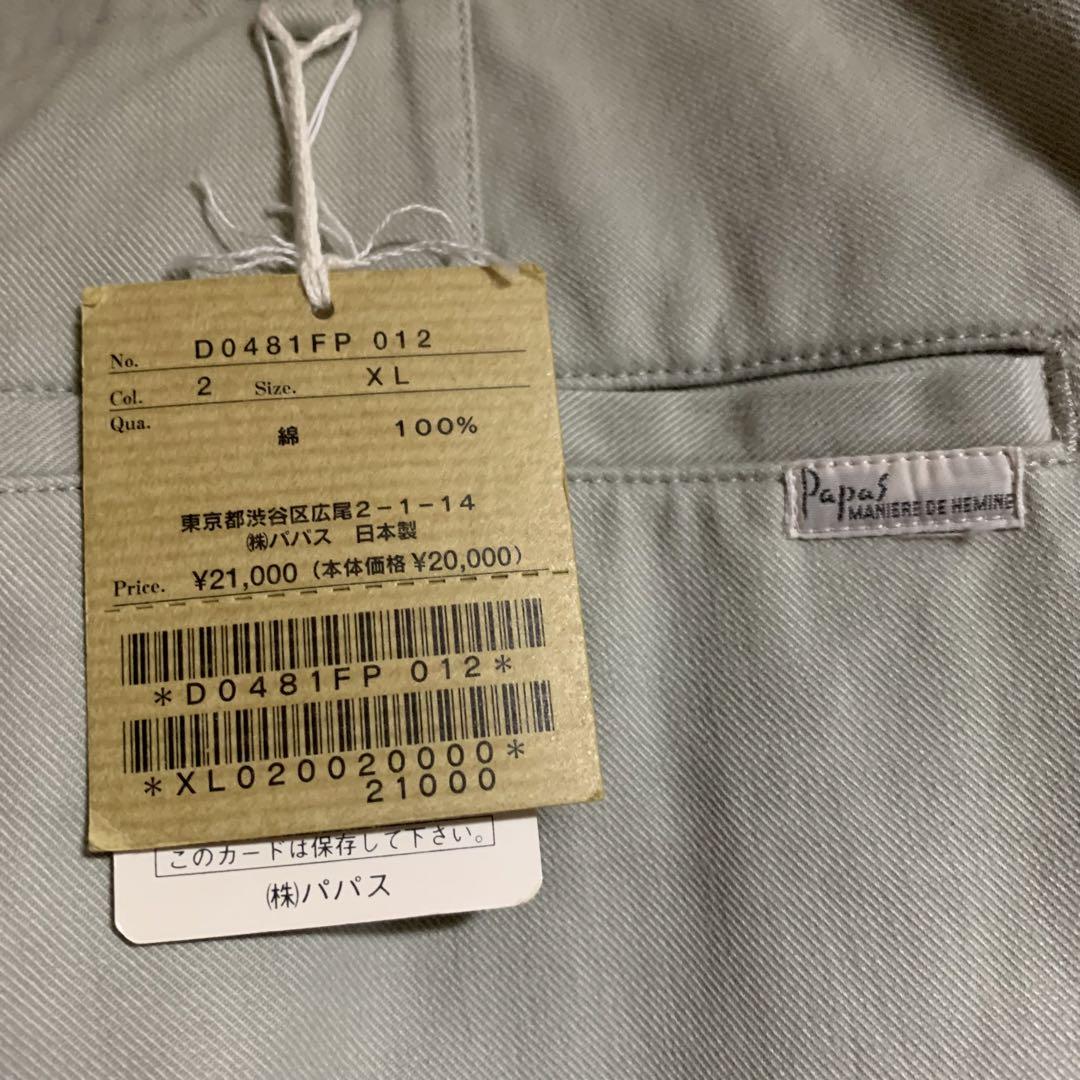 No. D0481FP 012
Col. 2 Size. XL
Qua. 綿 100%
東京都渋谷区広尾2-1-14
㈱パパス 日本製
Price. ¥21,000 (本体価格 ¥20,000)
*D0481FP 012*
*XL020020000*
21000
このカードは保存して下さい。
㈱パパス
Papas
MANIERE DE HEMING